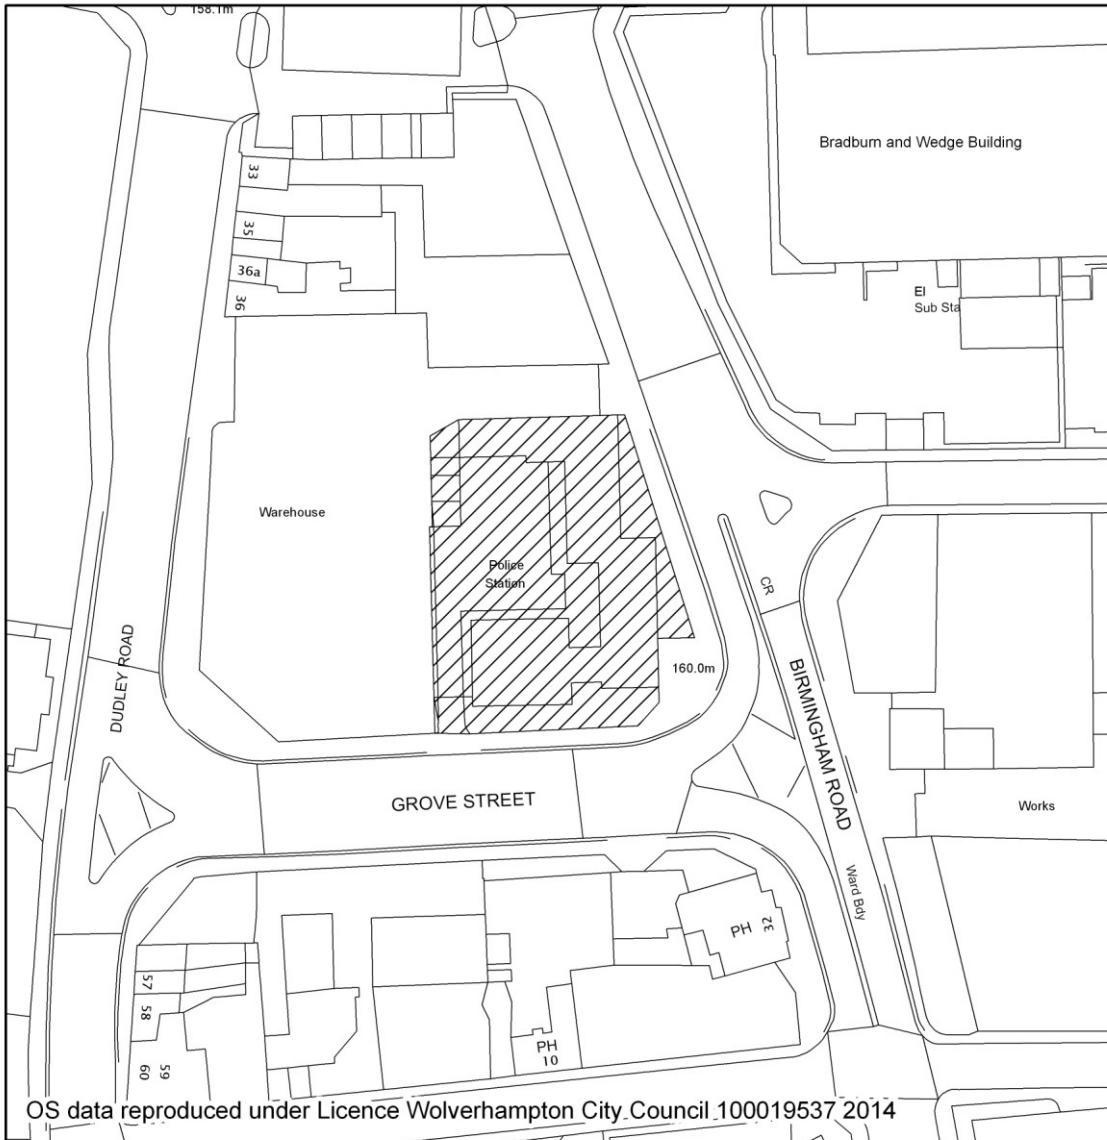 158.1m
Bradburn and Wedge Building
33
35
36a
36
El
Sub Sta
Warehouse
Police
Station
CR
DUDLEY ROAD
160.0m
BIRMINGHAM ROAD
GROVE STREET
Works
Ward Bdy
PH
32
57
58
PH
10
59
60
OS data reproduced under Licence Wolverhampton City Council 100019537 2014